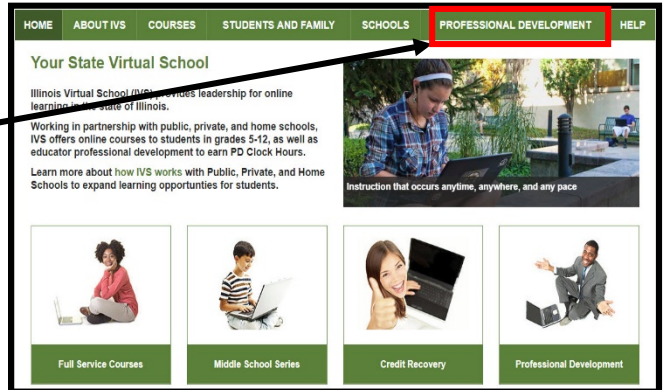 HOME ABOUT IVS COURSES STUDENTS AND FAMILY SCHOOLS PROFESSIONAL DEVELOPMENT HELP
Your State Virtual School
Illinois Virtual School (IVS) provides leadership for online
learning in the state of Illinois.
Working in partnership with public, private, and home schools,
IVS offers online courses to students in grades 5-12, as well as
educator professional development to earn PD Clock Hours.
Learn more about how IVS works with Public, Private, and Home
Schools to expand learning opportunties for students.
Instruction that occurs anytime, anywhere, and any pace
Full Service Courses
Middle School Series
Credit Recovery
Professional Development